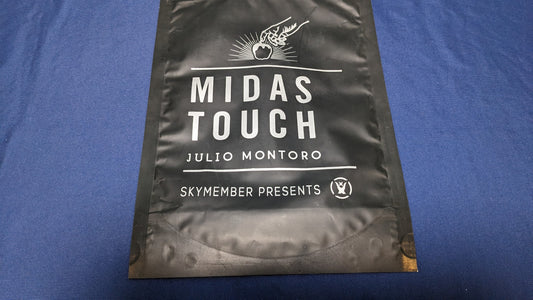 MIDAS
TOUCH
JULIO MONTORO
SKYMEMBER PRESENTS